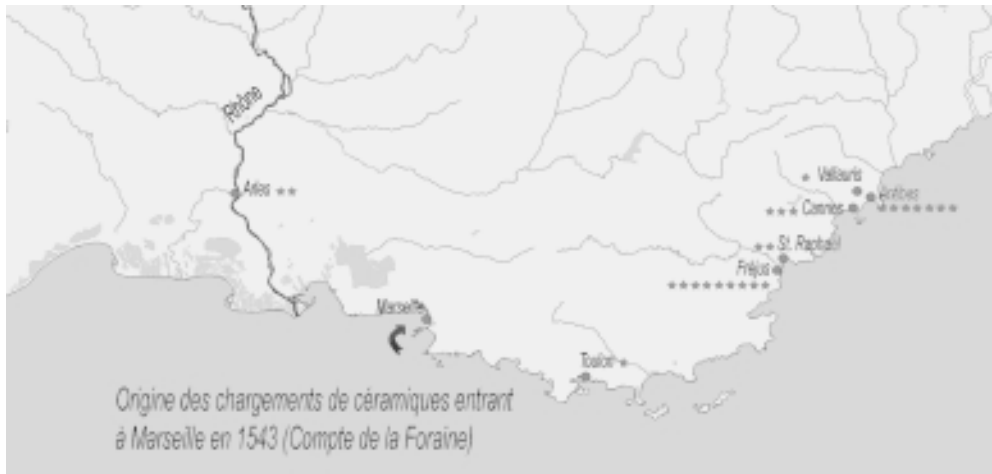 Rhône
Arles **
* Vallauris
Antibes
*** Cannes
********
** St. Raphaël
Fréjus
*********
Marseille
Toulon *
Origine des chargements de céramiques entrant
à Marseille en 1543 (Compte de la Foraine)